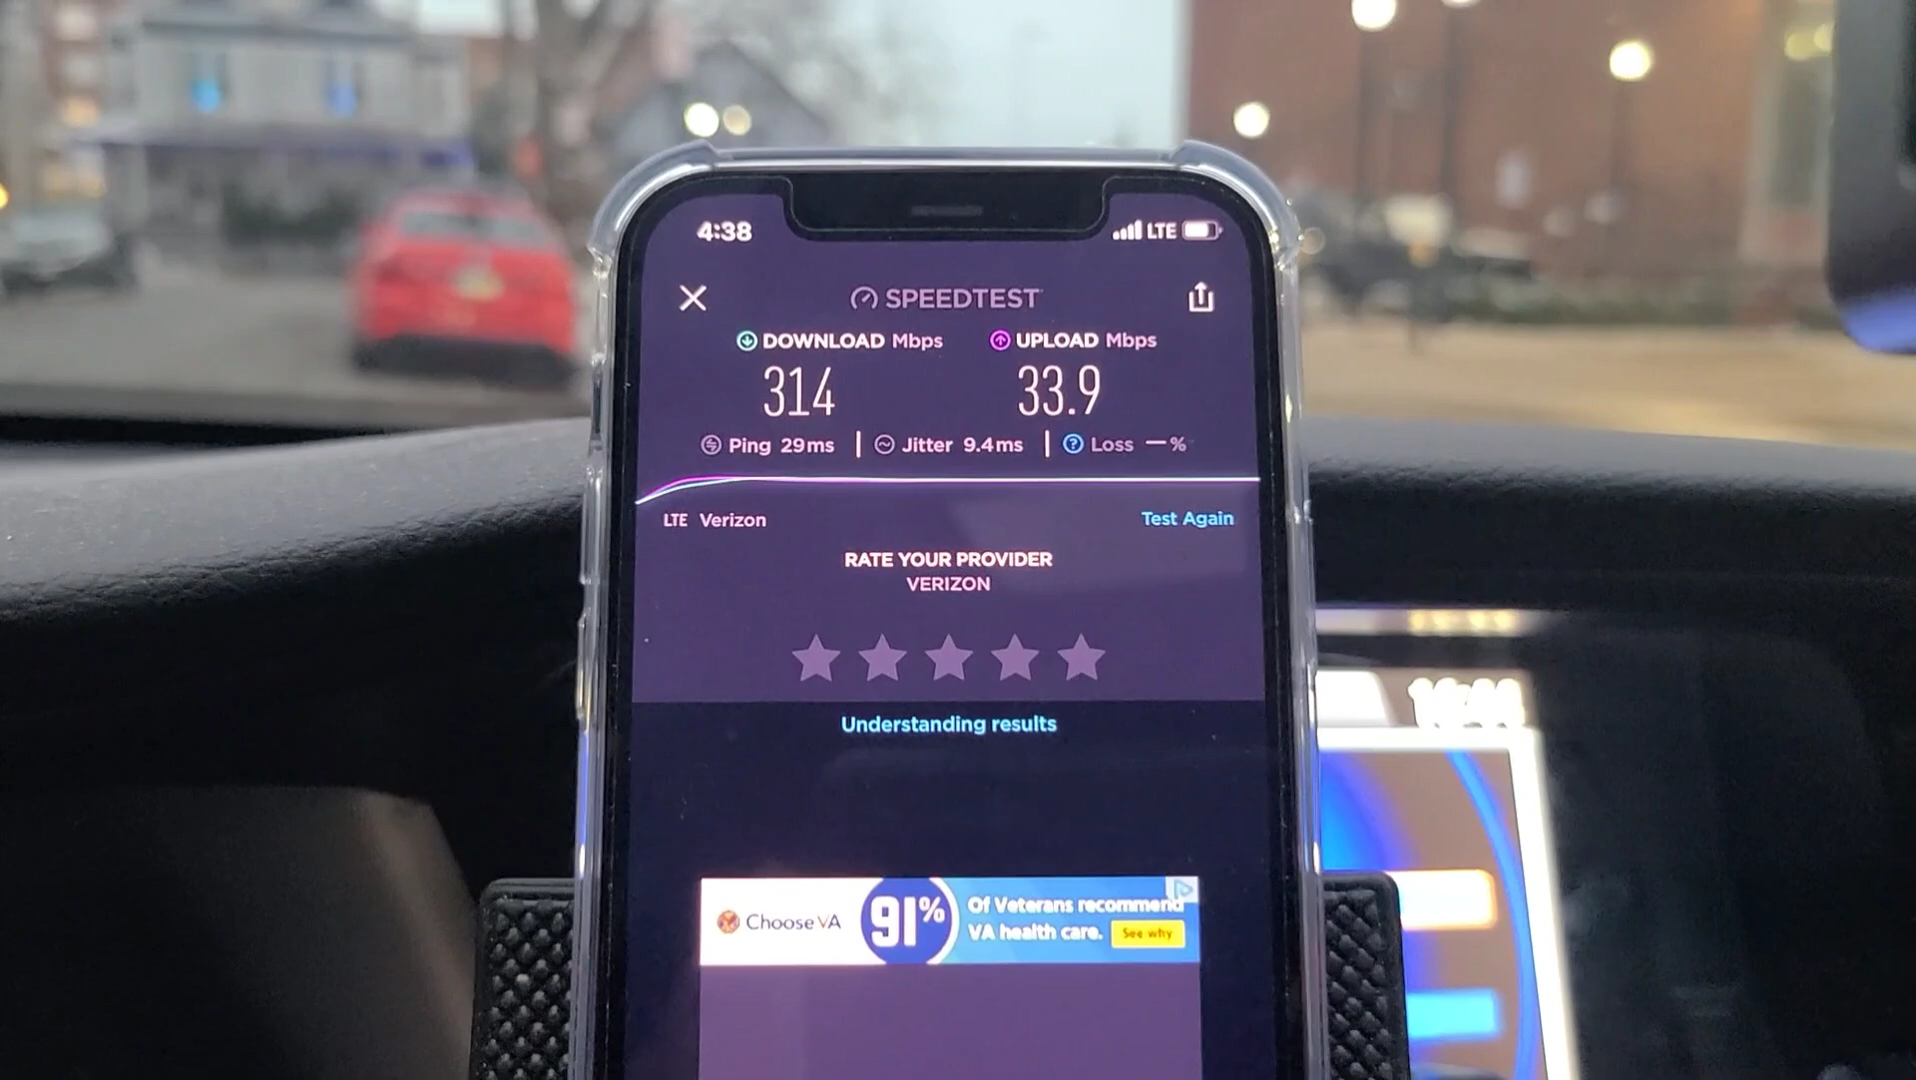 4:38 LTE
SPEEDTEST
DOWNLOAD Mbps UPLOAD Mbps
314 33.9
Ping 29ms Jitter 9.4ms Loss —%
LTE Verizon Test Again
RATE YOUR PROVIDER
VERIZON
Understanding results
Choose VA 91% Of Veterans recommend
VA health care. See why